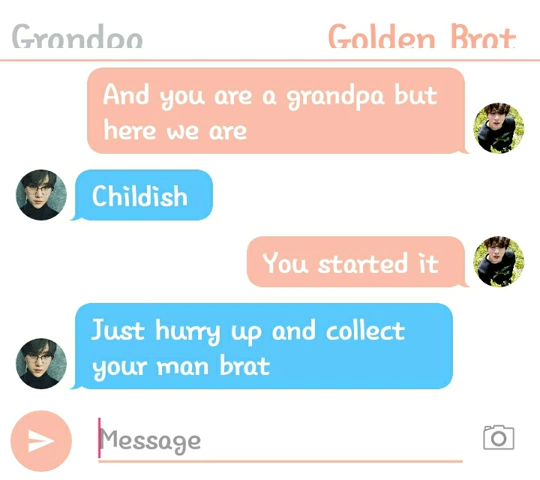 Grandpa Golden Brat
And you are a grandpa but
here we are
Childish
You started it
Just hurry up and collect
your man brat
Message